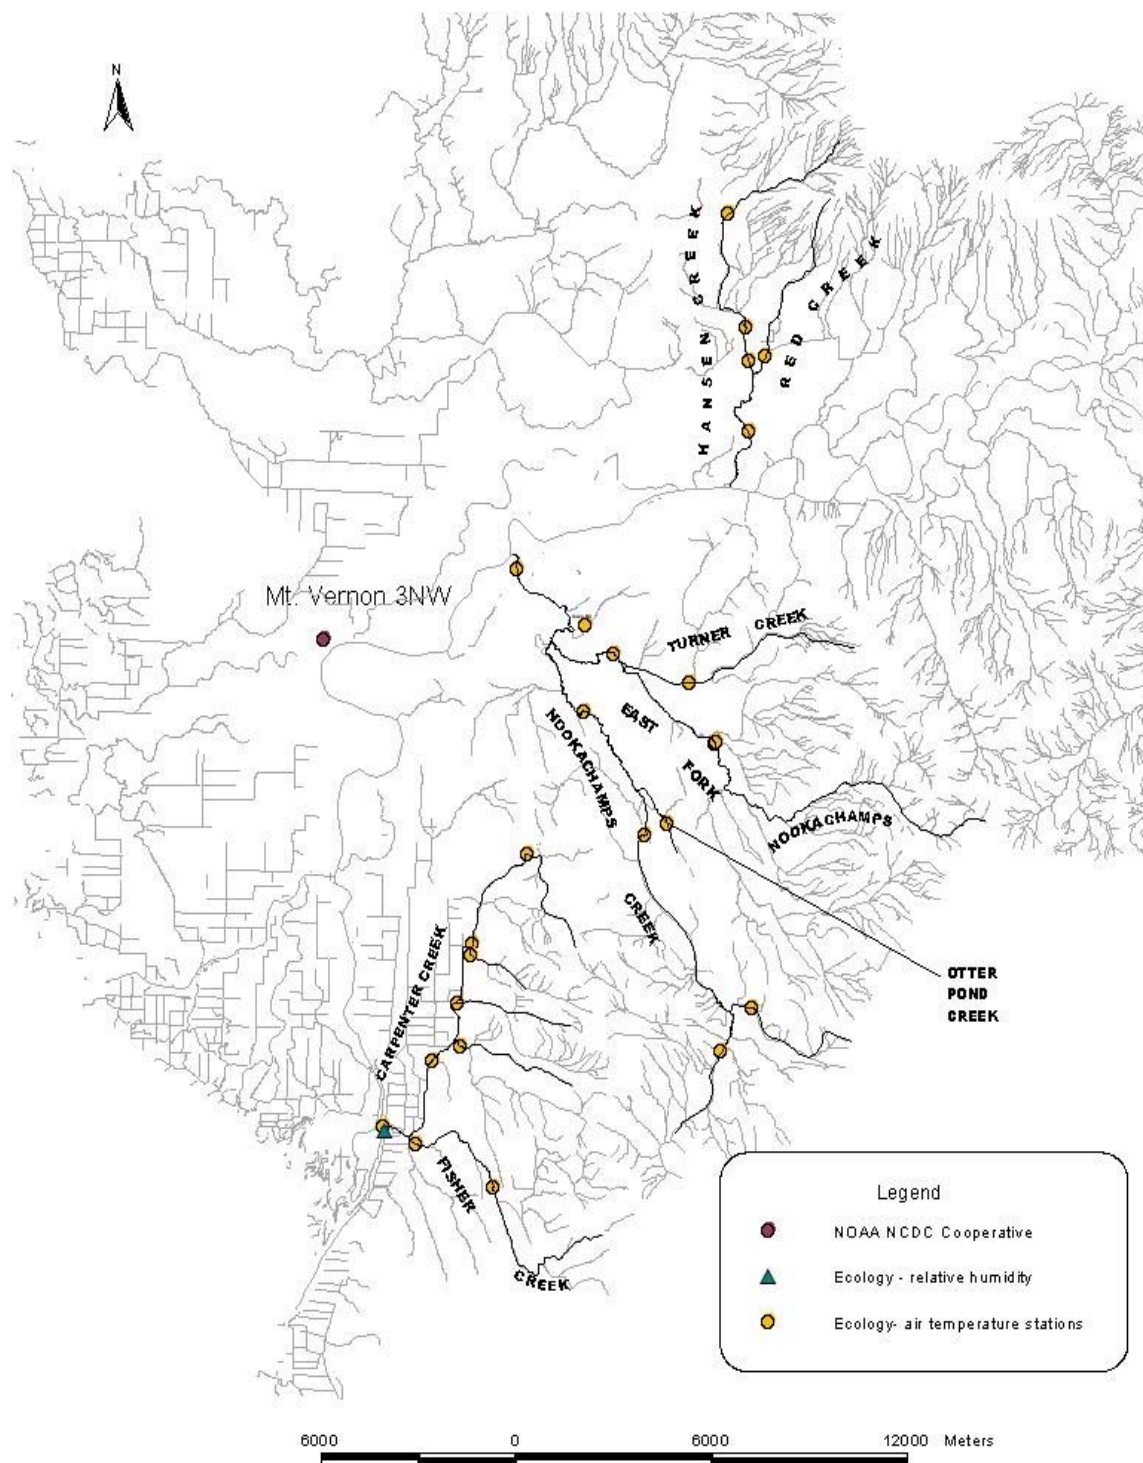 N
HANSEN CREEK
RED CREEK
Mt. Vernon 3NW
TURNER CREEK
EAST
FORK
NOOKACHAMPS
NOOKACHAMPS
CREEK
OTTER
POND
CREEK
CARPENTER CREEK
FISHER
CREEK
Legend
NOAA NCDC Cooperative
Ecology - relative humidity
Ecology- air temperature stations
6000 0 6000 12000 Meters